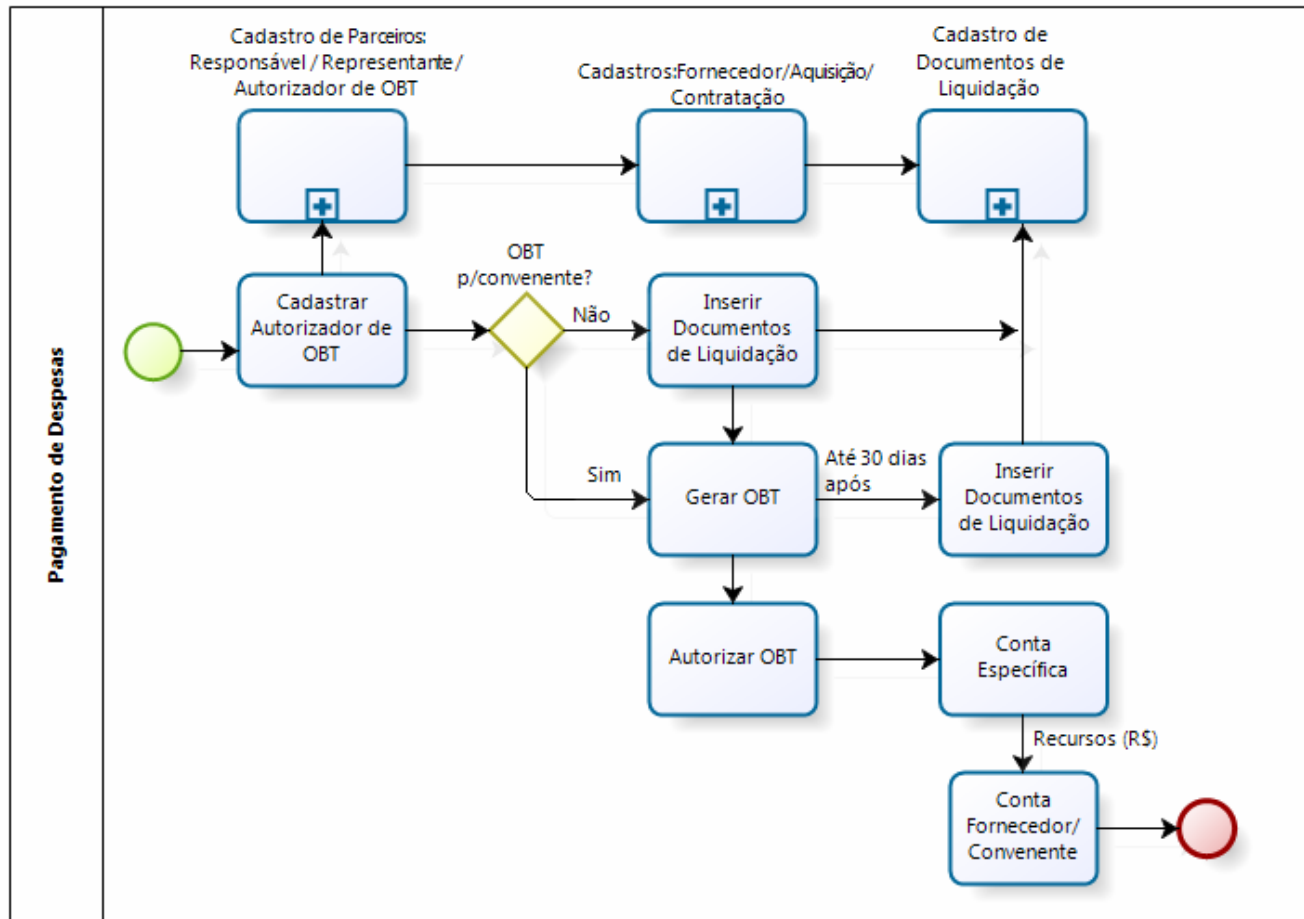 Pagamento de Despesas
Cadastro de Parceiros:
Responsável / Representante/
Autorizador de OBT
Cadastros:Fornecedor/Aquisição/
Contratação
Cadastro de
Documentos de
Liquidação
Cadastrar
Autorizador de
OBT
OBT
p/convenente?
Não
Inserir
Documentos
de Liquidação
Sim
Gerar OBT
Até 30 dias
após
Inserir
Documentos
de Liquidação
Autorizar OBT
Conta
Específica
Recursos (R$)
Conta
Fornecedor/
Convenente